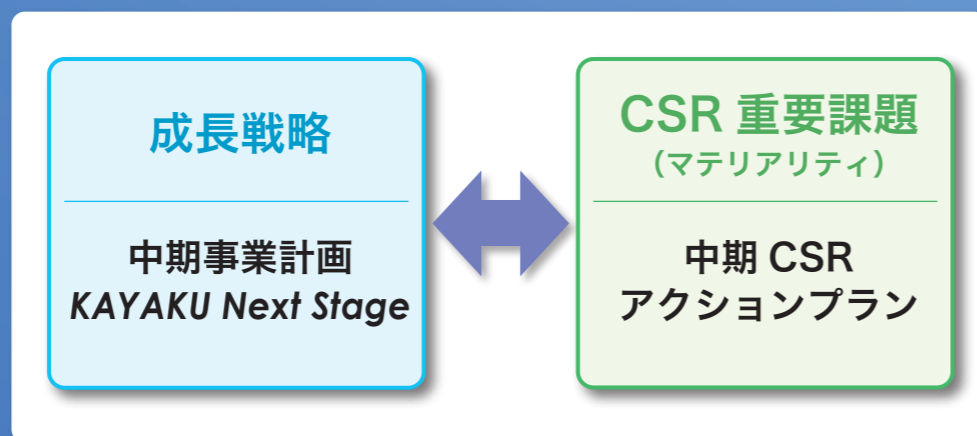 成長戦略
中期事業計画
KAYAKU Next Stage
CSR 重要課題
（マテリアリティ）
中期 CSR
アクションプラン